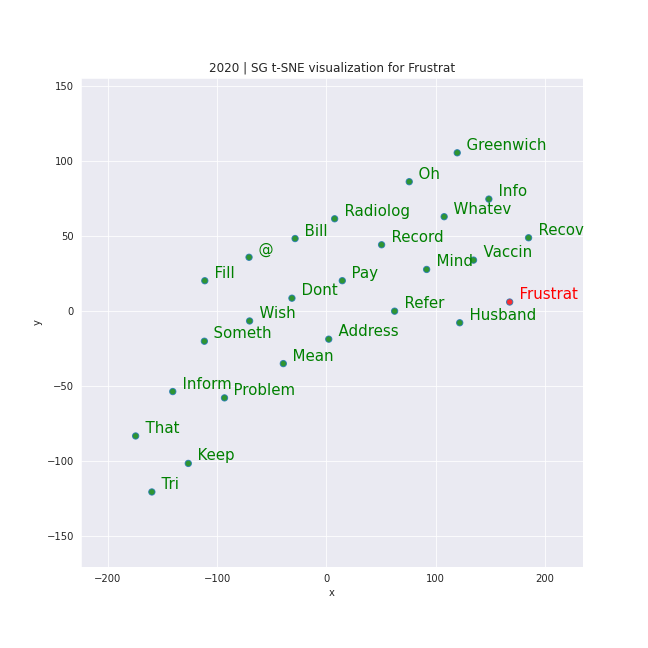 2020 | SG t-SNE visualization for Frustrat
150
100
50
0
−50
−100
−150
y
Greenwich
Oh
Info
Whatev
Radiolog
Bill
Record
Recov
@
Vaccin
Mind
Fill
Pay
Dont
Frustrat
Refer
Wish
Husband
Someth
Address
Mean
Inform
Problem
That
Keep
Tri
−200
−100
0
100
200
x